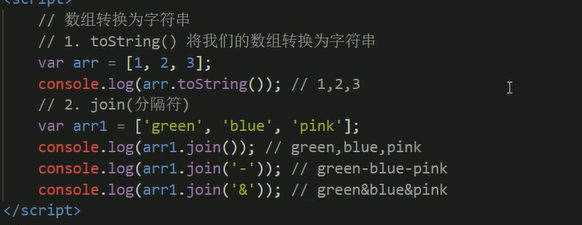 <script>
// 数组转换为字符串
// 1. toString() 将我们的数组转换为字符串
var arr = [1, 2, 3];
console.log(arr.toString()); // 1,2,3
// 2. join(分隔符)
var arr1 = ['green', 'blue', 'pink'];
console.log(arr1.join()); // green,blue,pink
console.log(arr1.join('-')); // green-blue-pink
console.log(arr1.join('&')); // green&blue&pink
</script>